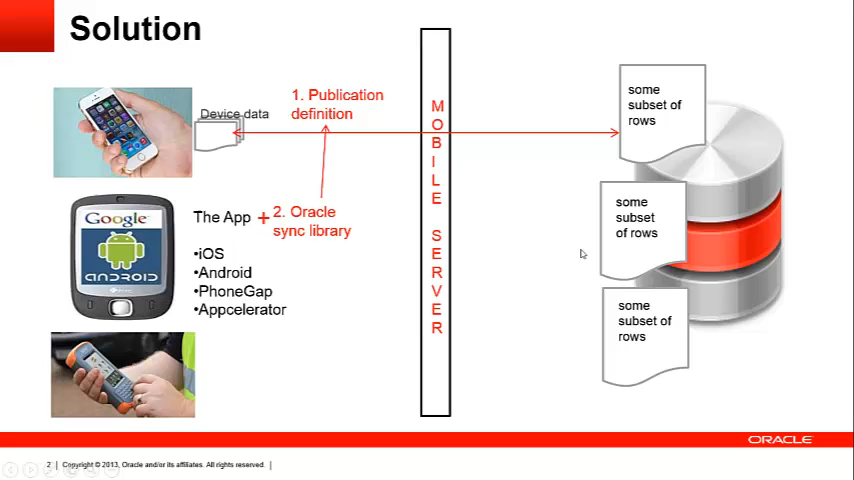 Solution
Device data
1. Publication
definition
some
subset of
rows
Google
ANDROID
The App + 2. Oracle
sync library
•iOS
•Android
•PhoneGap
•Appcelerator
MOBILE SERVER
some
subset
of rows
some
subset of
rows
ORACLE
2 | Copyright © 2013, Oracle and/or its affiliates. All rights reserved. |